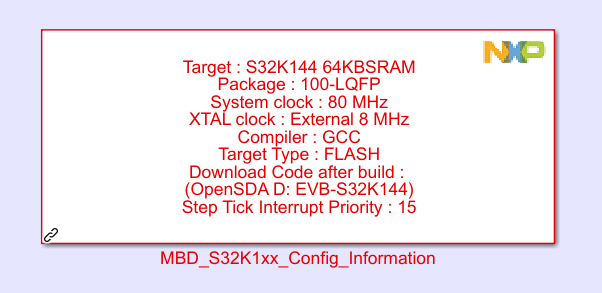 NXP
Target : S32K144 64KBSRAM
Package : 100-LQFP
System clock : 80 MHz
XTAL clock : External 8 MHz
Compiler : GCC
Target Type : FLASH
Download Code after build :
(OpenSDA D: EVB-S32K144)
Step Tick Interrupt Priority : 15
MBD_S32K1xx_Config_Information